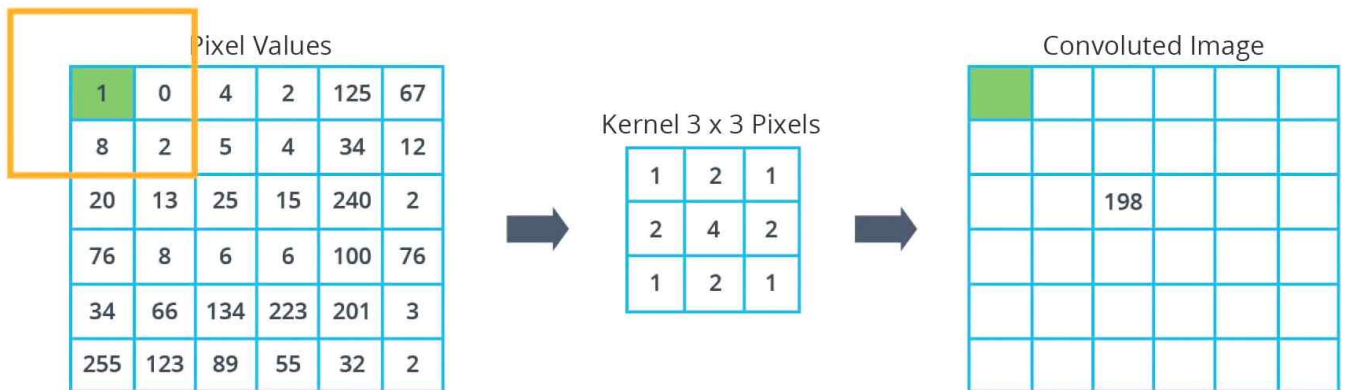 Pixel Values
1 0 4 2 125 67
8 2 5 4 34 12
20 13 25 15 240 2
76 8 6 6 100 76
34 66 134 223 201 3
255 123 89 55 32 2
Kernel 3 x 3 Pixels
1 2 1
2 4 2
1 2 1
Convoluted Image
198